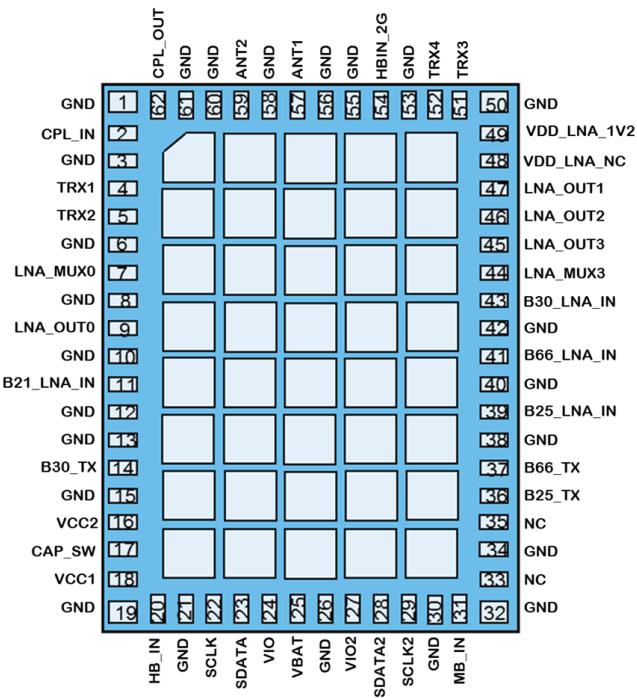 CPL_OUT GND GND ANT2 GND ANT1 GND GND HBIN_2G GND TRX4 TRX3
62 61 60 59 58 57 56 55 54 53 52 51
GND 1 50 GND
CPL_IN 2 49 VDD_LNA_1V2
GND 3 48 VDD_LNA_NC
TRX1 4 47 LNA_OUT1
TRX2 5 46 LNA_OUT2
GND 6 45 LNA_OUT3
LNA_MUX0 7 44 LNA_MUX3
GND 8 43 B30_LNA_IN
LNA_OUT0 9 42 GND
GND 10 41 B66_LNA_IN
B21_LNA_IN 11 40 GND
GND 12 39 B25_LNA_IN
GND 13 38 GND
B30_TX 14 37 B66_TX
GND 15 36 B25_TX
VCC2 16 35 NC
CAP_SW 17 34 GND
VCC1 18 33 NC
GND 19 32 GND
20 21 22 23 24 25 26 27 28 29 30 31
HB_IN GND SCLK SDATA VIO VBAT GND VIO2 SDATA2 SCLK2 GND MB_IN